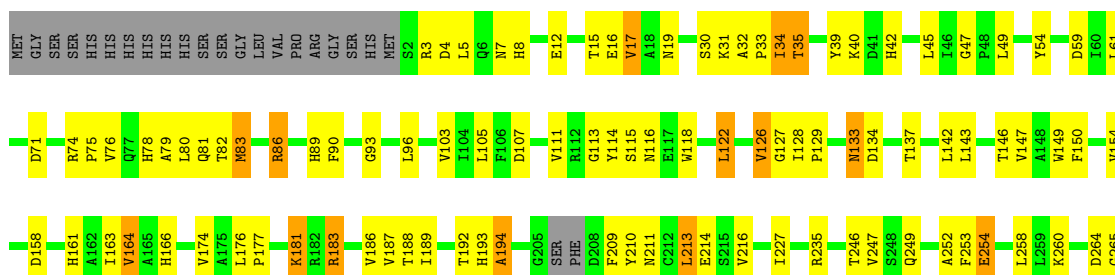 MET GLY SER SER HIS HIS HIS HIS HIS HIS SER SER GLY LEU VAL PRO ARG GLY SER HIS MET S2 R3 D4 L5 Q6 N7 H8 E12 T15 E16 V17 A18 N19 S30 K31 A32 P33 I34 T35 Y39 K40 D41 H42 L45 I46 G47 P48 L49 Y54 D59 I60 L61
D71 R74 P75 V76 Q77 H78 A79 L80 Q81 T82 M83 R86 H89 F90 G93 L96 V103 I104 L105 F106 D107 V111 R112 G113 Y114 S115 N116 E117 W118 L122 V126 G127 I128 P129 N133 D134 T137 L142 L143 T146 V147 A148 W149 F150
D158 H161 A162 I163 V164 A165 H166 V174 A175 L176 P177 K181 R182 R183 V186 V187 T188 I189 T192 H193 A194 G205 SER PHE D208 F209 Y210 N211 C212 L213 E214 S215 V216 I227 R235 T246 V247 S248 Q249 A252 F253 E254 L258 L259 K260 D264